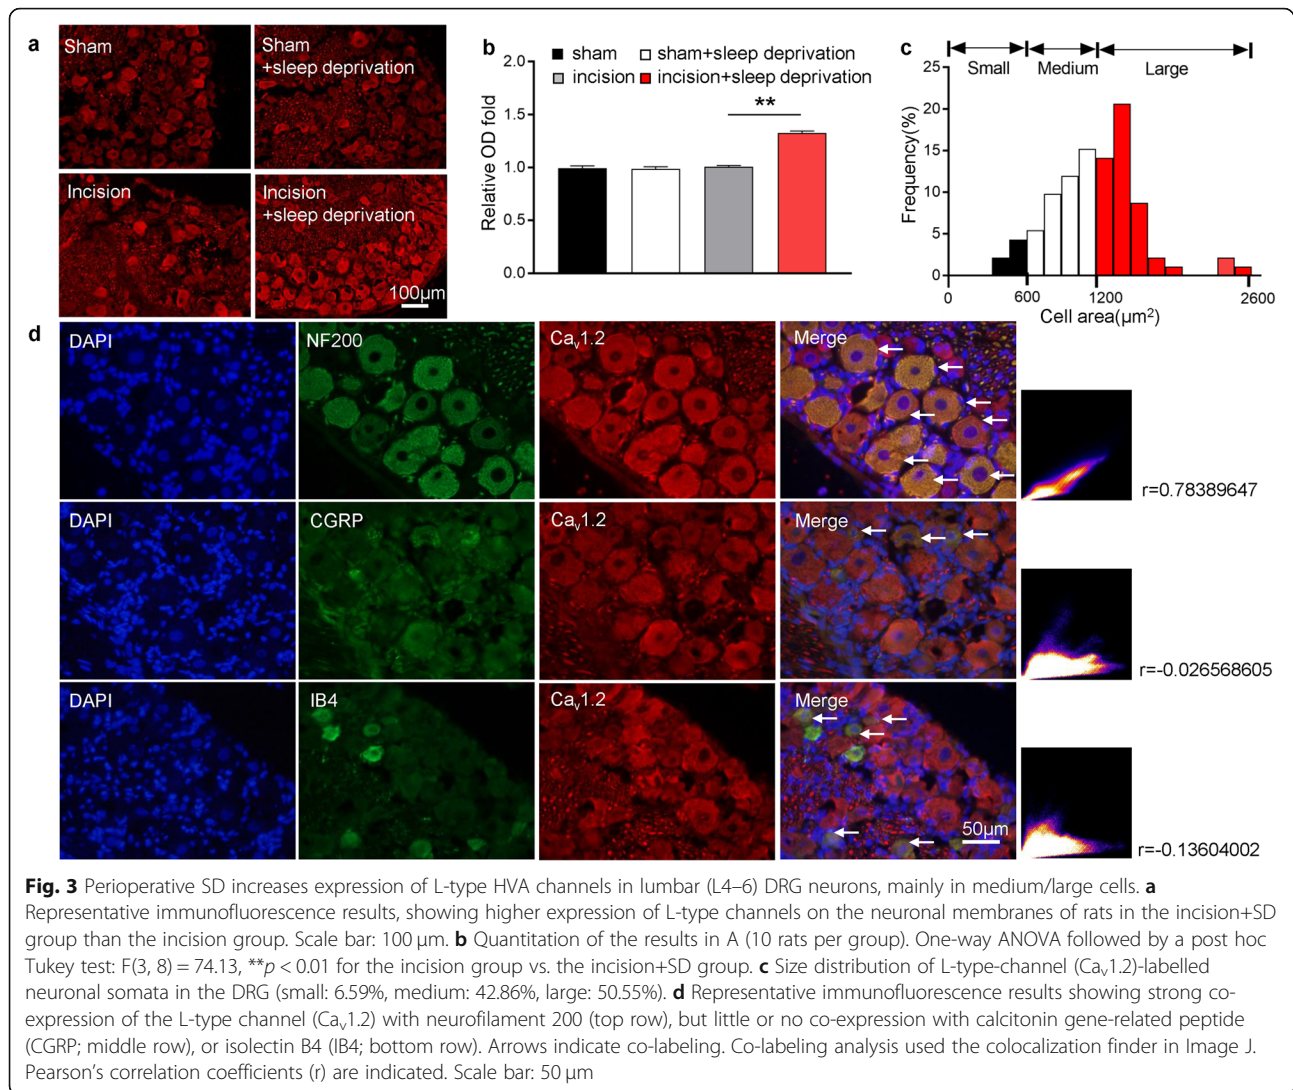 a
Sham
Sham
+sleep deprivation
Incision
Incision
+sleep deprivation
100μm
b
sham
sham+sleep deprivation
incision
incision+sleep deprivation
2.0
1.5
1.0
0.5
0.0
Relative OD fold
**
c
Small
Medium
Large
25
20
15
10
5
0
Frequency(%)
0
600
1200
2600
Cell area(μm²)
d
DAPI
NF200
Caᵥ1.2
Merge
r=0.78389647
DAPI
CGRP
Caᵥ1.2
Merge
r=-0.026568605
DAPI
IB4
Caᵥ1.2
Merge
50μm
r=-0.13604002
Fig. 3 Perioperative SD increases expression of L-type HVA channels in lumbar (L4–6) DRG neurons, mainly in medium/large cells. a
Representative immunofluorescence results, showing higher expression of L-type channels on the neuronal membranes of rats in the incision+SD
group than the incision group. Scale bar: 100 μm. b Quantitation of the results in A (10 rats per group). One-way ANOVA followed by a post hoc
Tukey test: F(3, 8) = 74.13, **p < 0.01 for the incision group vs. the incision+SD group. c Size distribution of L-type-channel (Caᵥ1.2)-labelled
neuronal somata in the DRG (small: 6.59%, medium: 42.86%, large: 50.55%). d Representative immunofluorescence results showing strong co-
expression of the L-type channel (Caᵥ1.2) with neurofilament 200 (top row), but little or no co-expression with calcitonin gene-related peptide
(CGRP; middle row), or isolectin B4 (IB4; bottom row). Arrows indicate co-labeling. Co-labeling analysis used the colocalization finder in Image J.
Pearson's correlation coefficients (r) are indicated. Scale bar: 50 μm